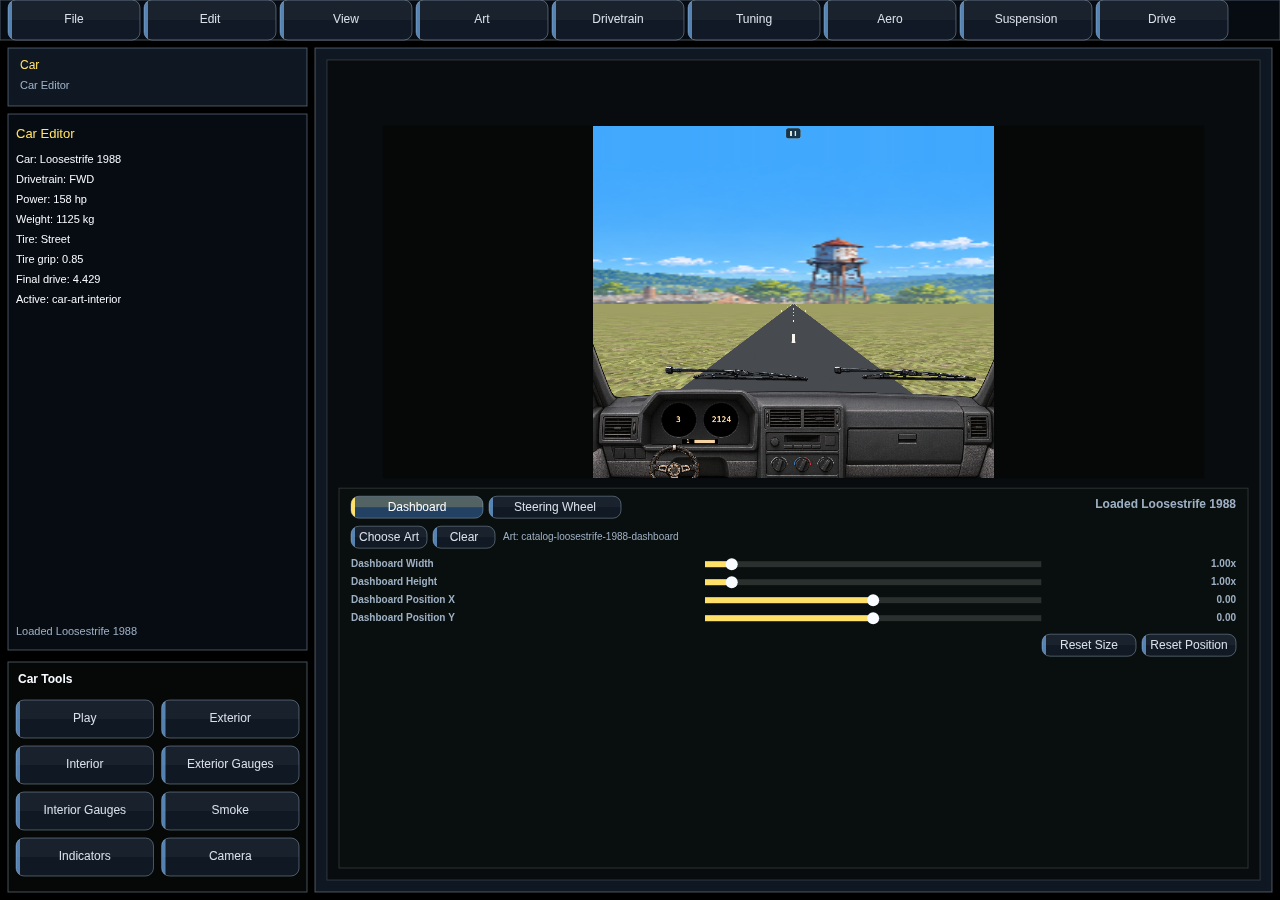 File Edit View Art Drivetrain Tuning Aero Suspension Drive
Car
Car Editor
Car Editor
Car: Loosestrife 1988
Drivetrain: FWD
Power: 158 hp
Weight: 1125 kg
Tire: Street
Tire grip: 0.85
Final drive: 4.429
Active: car-art-interior
Loaded Loosestrife 1988
Car Tools
Play Exterior
Interior Exterior Gauges
Interior Gauges Smoke
Indicators Camera
3 2124
1
Dashboard Steering Wheel Loaded Loosestrife 1988
Choose Art Clear Art: catalog-loosestrife-1988-dashboard
Dashboard Width 1.00x
Dashboard Height 1.00x
Dashboard Position X 0.00
Dashboard Position Y 0.00
Reset Size Reset Position